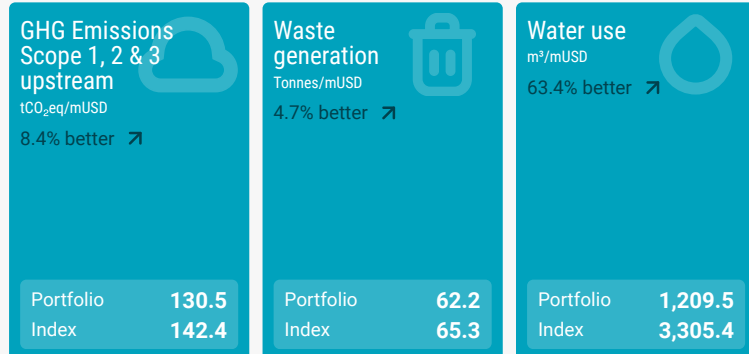 GHG Emissions
Scope 1, 2 & 3
upstream
tCO₂eq/mUSD
8.4% better
Portfolio 130.5
Index 142.4
Waste
generation
Tonnes/mUSD
4.7% better
Portfolio 62.2
Index 65.3
Water use
m³/mUSD
63.4% better
Portfolio 1,209.5
Index 3,305.4